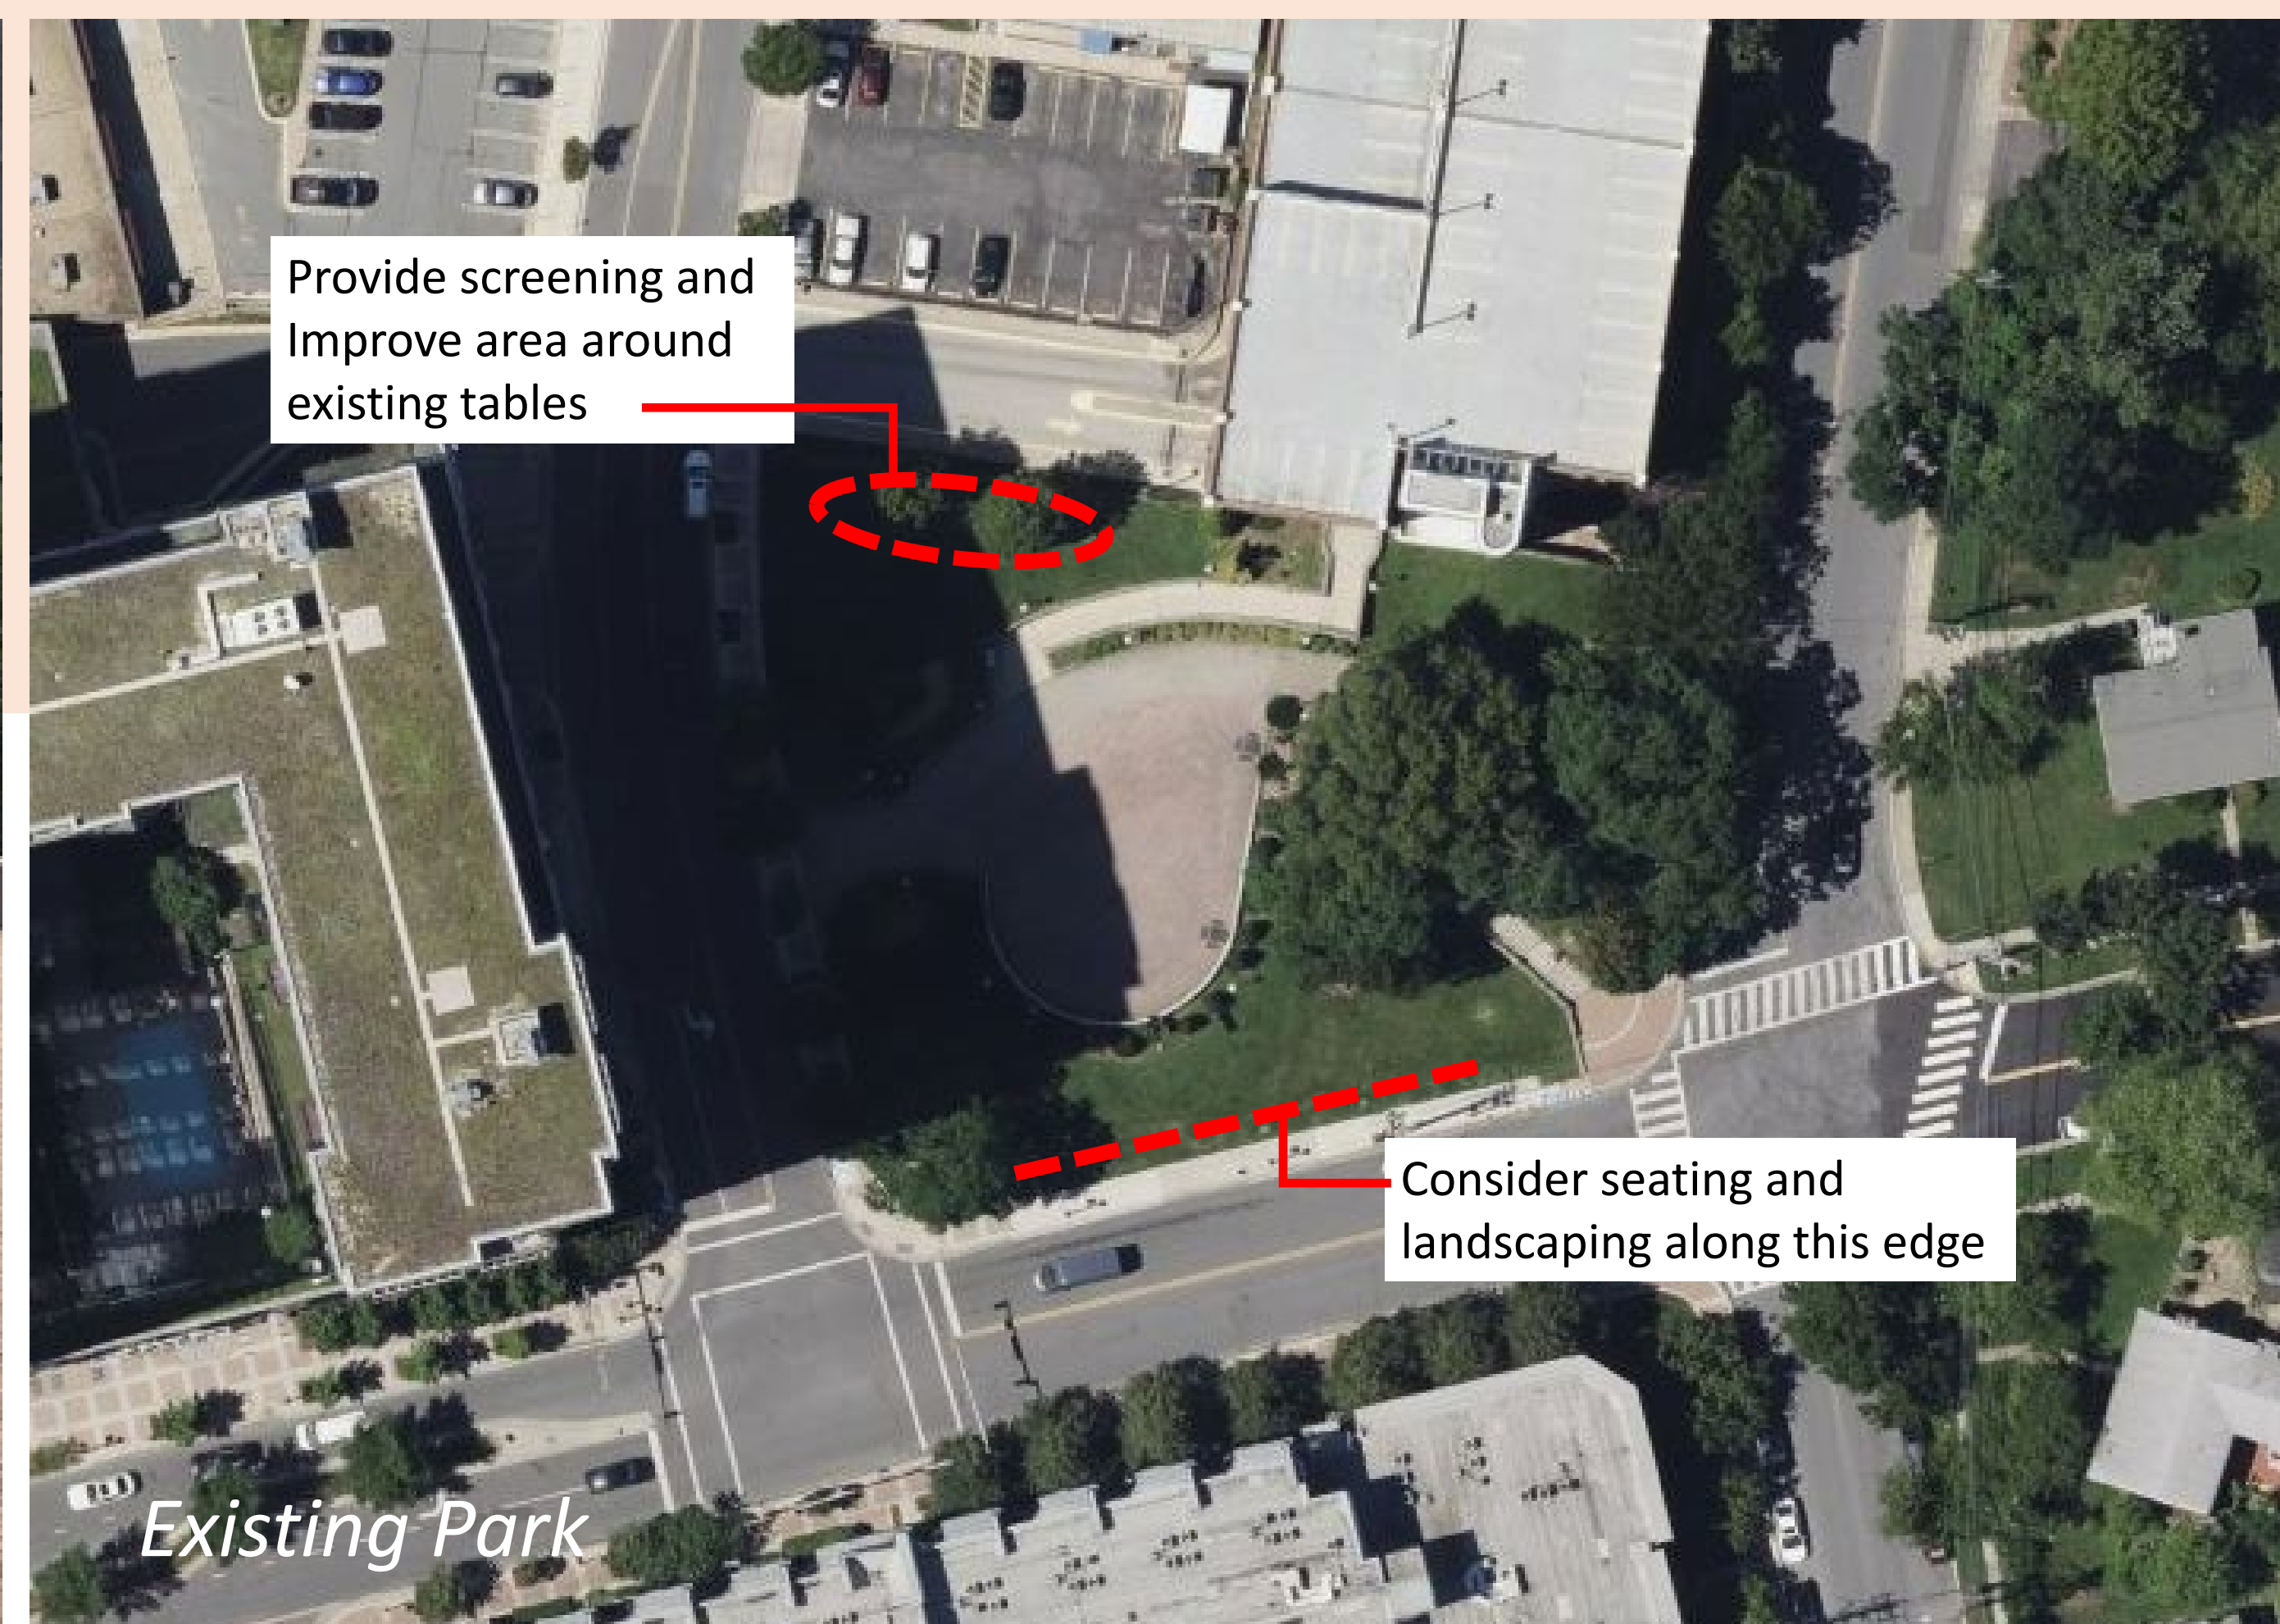 Provide screening and
Improve area around
existing tables
Consider seating and
landscaping along this edge
Existing Park